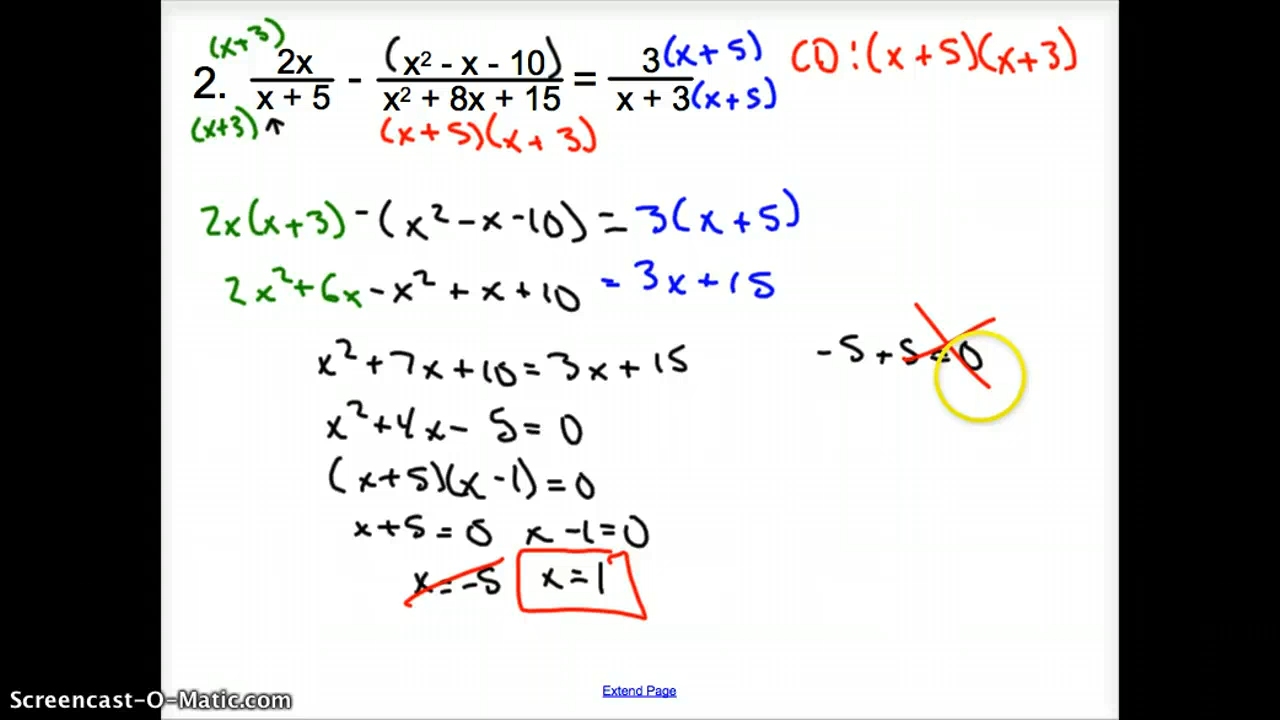 (x+3)
2. 2x/(x + 5) - (x² - x - 10)/(x² + 8x + 15) = 3(x+5)/(x + 3)(x+5) CD:(x+5)(x+3)
(x+3) ↑ (x+5)(x+3)
2x(x+3) -(x²-x-10) = 3(x+5)
2x²+6x-x²+x+10 = 3x+15
x²+7x+10=3x+15
-5+5=0
x²+4x-5=0
(x+5)(x-1)=0
x+5=0 x-1=0
x=-5 x=1
Extend Page
Screencast-O-Matic.com